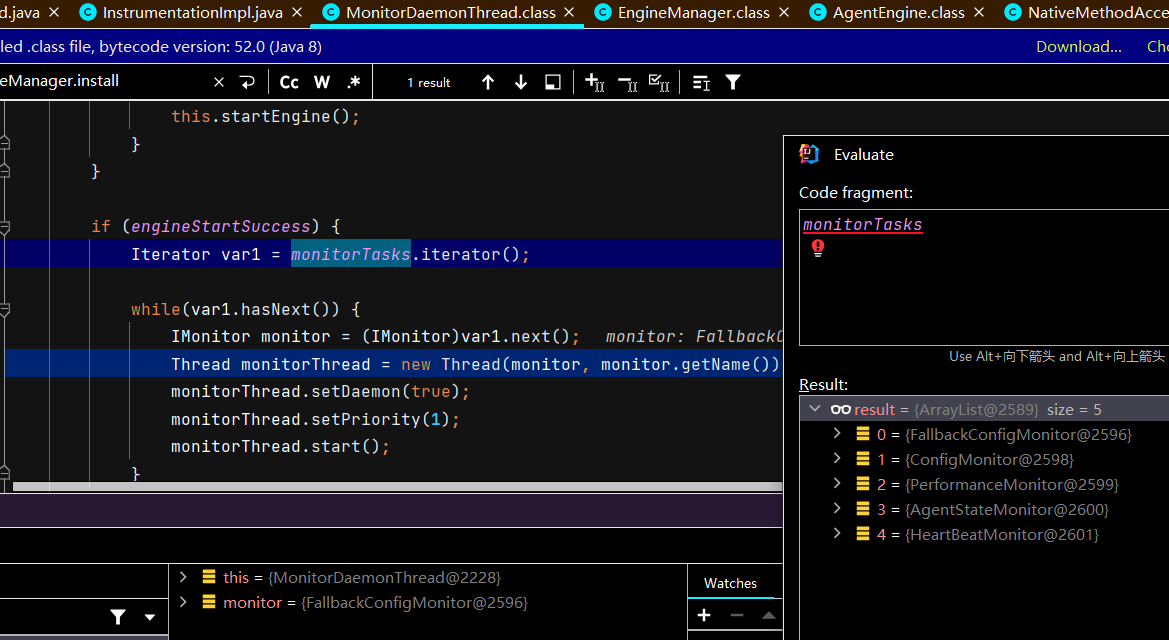 d.java × InstrumentationImpl.java × MonitorDaemonThread.class × EngineManager.class × AgentEngine.class × NativeMethodAcce
led .class file, bytecode version: 52.0 (Java 8) Download... Cho
eManager.install × Cc W .* 1 result
this.startEngine();
}
}
if (engineStartSuccess) {
Iterator var1 = monitorTasks.iterator();
while(var1.hasNext()) {
IMonitor monitor = (IMonitor)var1.next(); monitor: FallbackC
Thread monitorThread = new Thread(monitor, monitor.getName())
monitorThread.setDaemon(true);
monitorThread.setPriority(1);
monitorThread.start();
}
Evaluate
Code fragment:
monitorTasks
Use Alt+向下箭头 and Alt+向上箭头
Result:
result = {ArrayList@2589} size = 5
0 = {FallbackConfigMonitor@2596}
1 = {ConfigMonitor@2598}
2 = {PerformanceMonitor@2599}
3 = {AgentStateMonitor@2600}
4 = {HeartBeatMonitor@2601}
this = {MonitorDaemonThread@2228}
monitor = {FallbackConfigMonitor@2596}
Watches